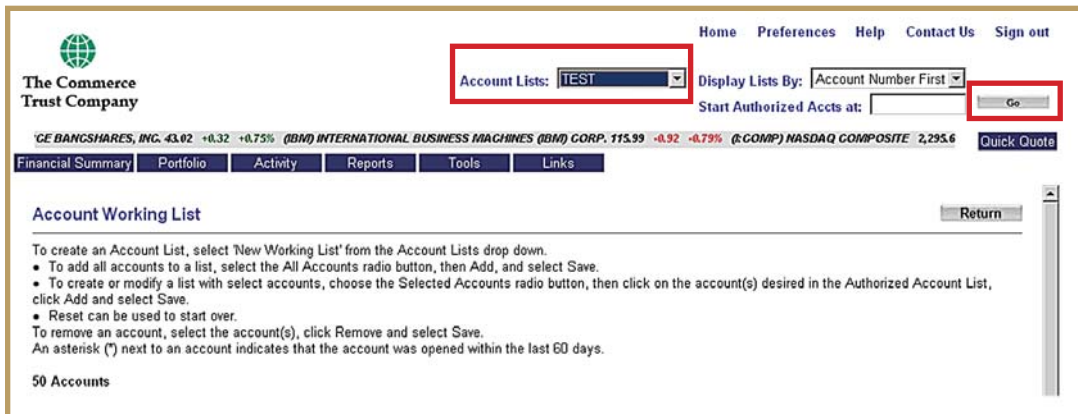 Home Preferences Help Contact Us Sign out
The Commerce
Trust Company
Account Lists: TEST
Display Lists By: Account Number First
Start Authorized Accts at:
Go
'CE BANGSHARES, INC. 43.02 +0.32 +0.75% (IBM) INTERNATIONAL BUSINESS MACHINES (IBM) CORP. 115.99 -0.92 -0.79% (I:COMP) NASDAQ COMPOSITE 2,295.6
Quick Quote
Financial Summary Portfolio Activity Reports Tools Links
Account Working List
Return
To create an Account List, select 'New Working List' from the Account Lists drop down.
• To add all accounts to a list, select the All Accounts radio button, then Add, and select Save.
• To create or modify a list with select accounts, choose the Selected Accounts radio button, then click on the account(s) desired in the Authorized Account List,
click Add and select Save.
• Reset can be used to start over.
To remove an account, select the account(s), click Remove and select Save.
An asterisk (*) next to an account indicates that the account was opened within the last 60 days.
50 Accounts